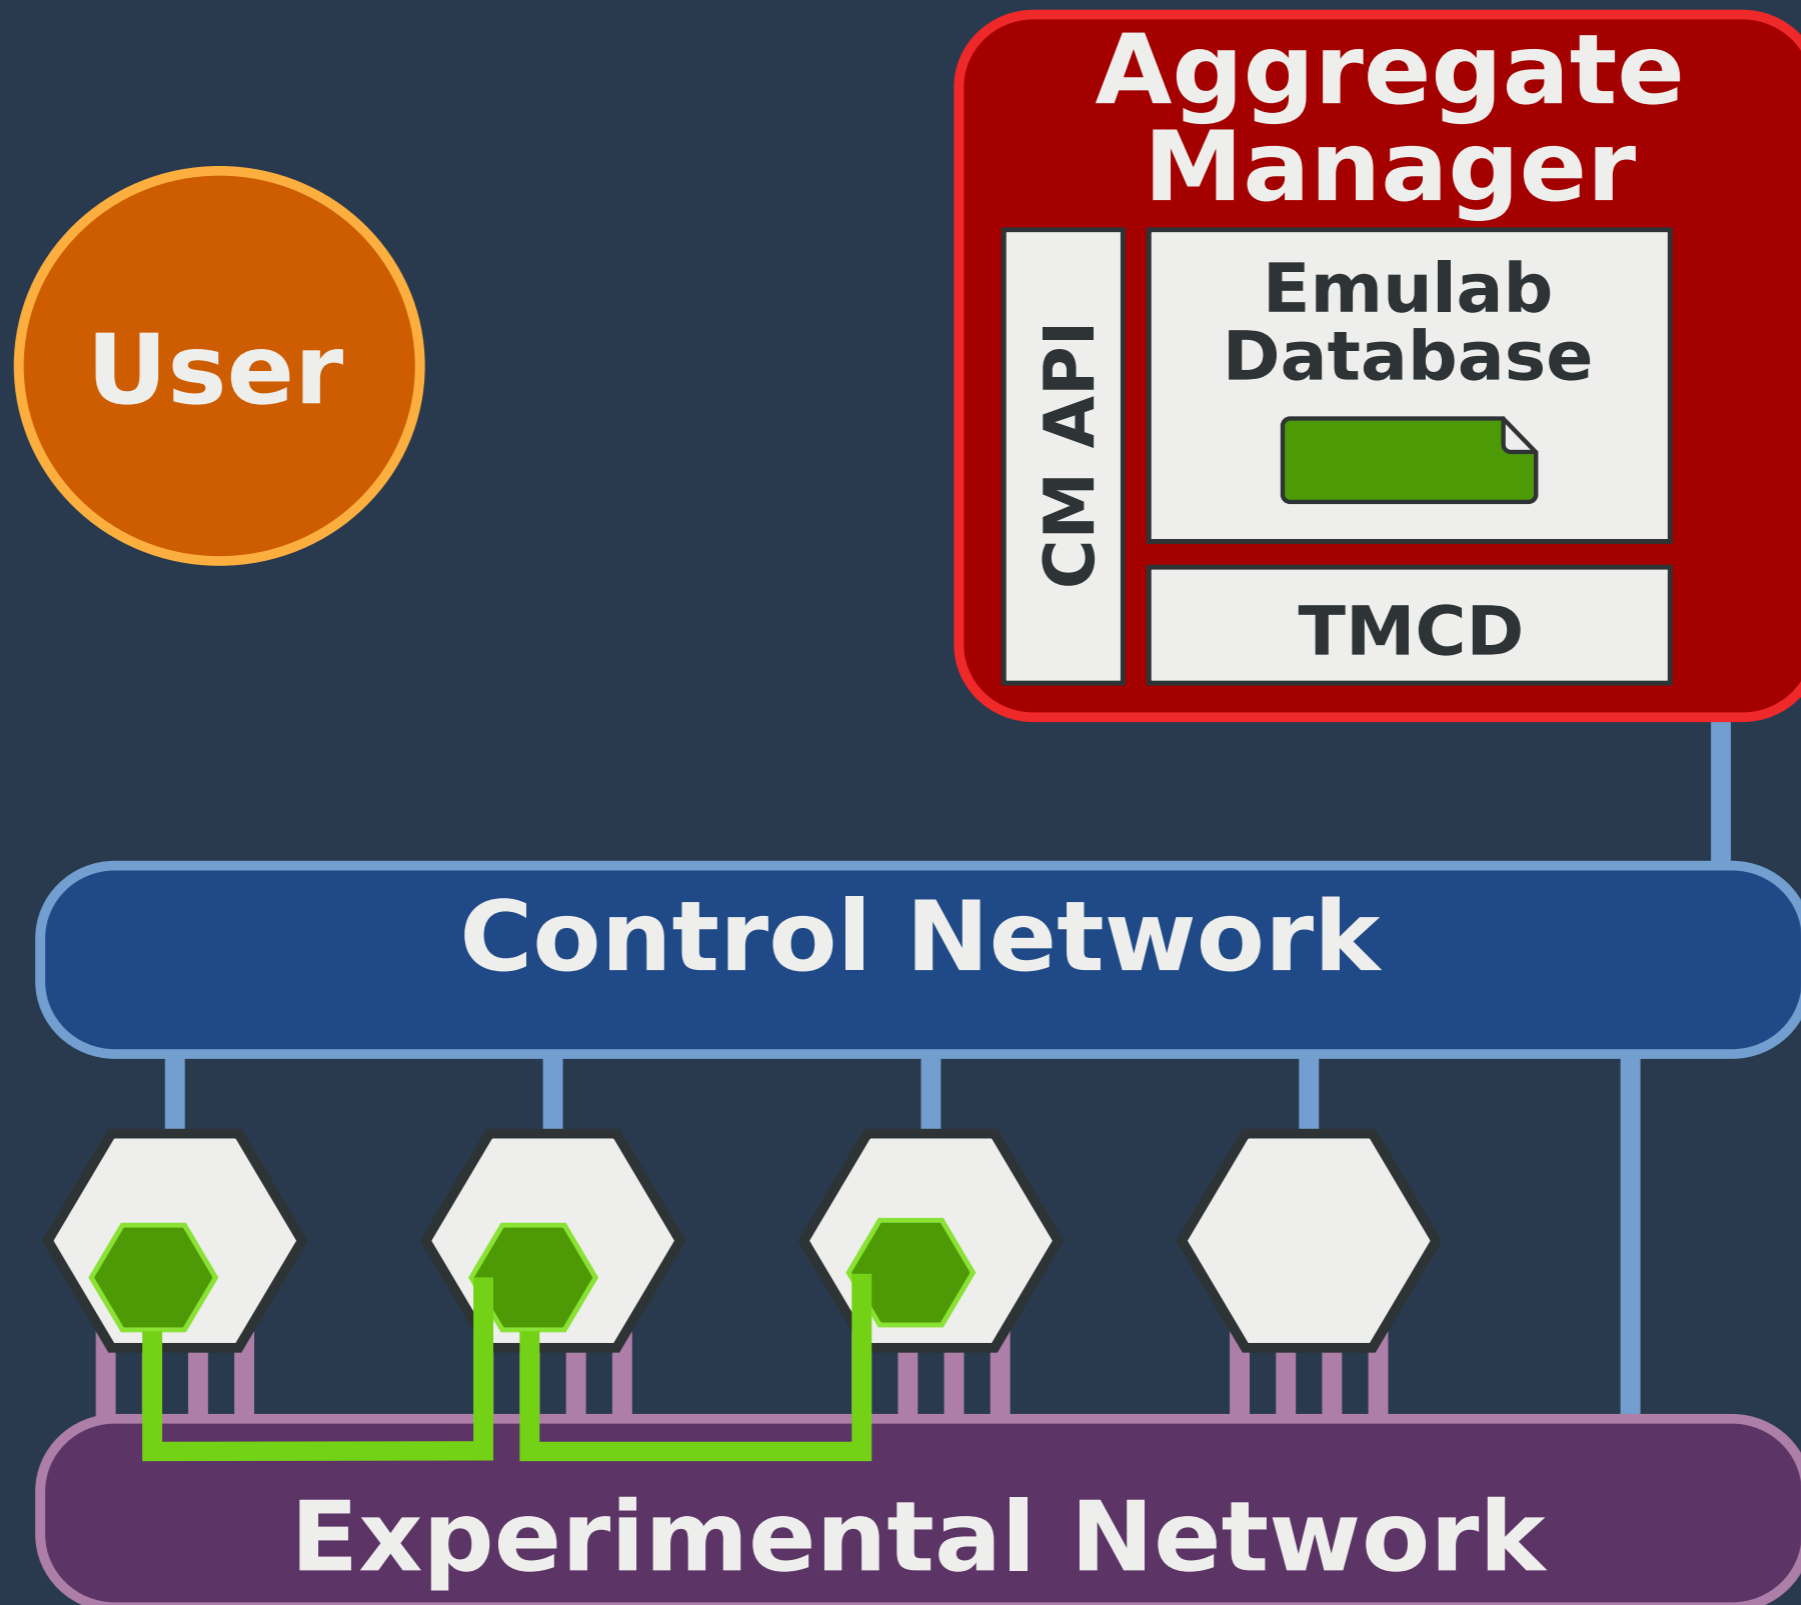 Aggregate
Manager
User
CM API
Emulab
Database
TMCD
Control Network
Experimental Network